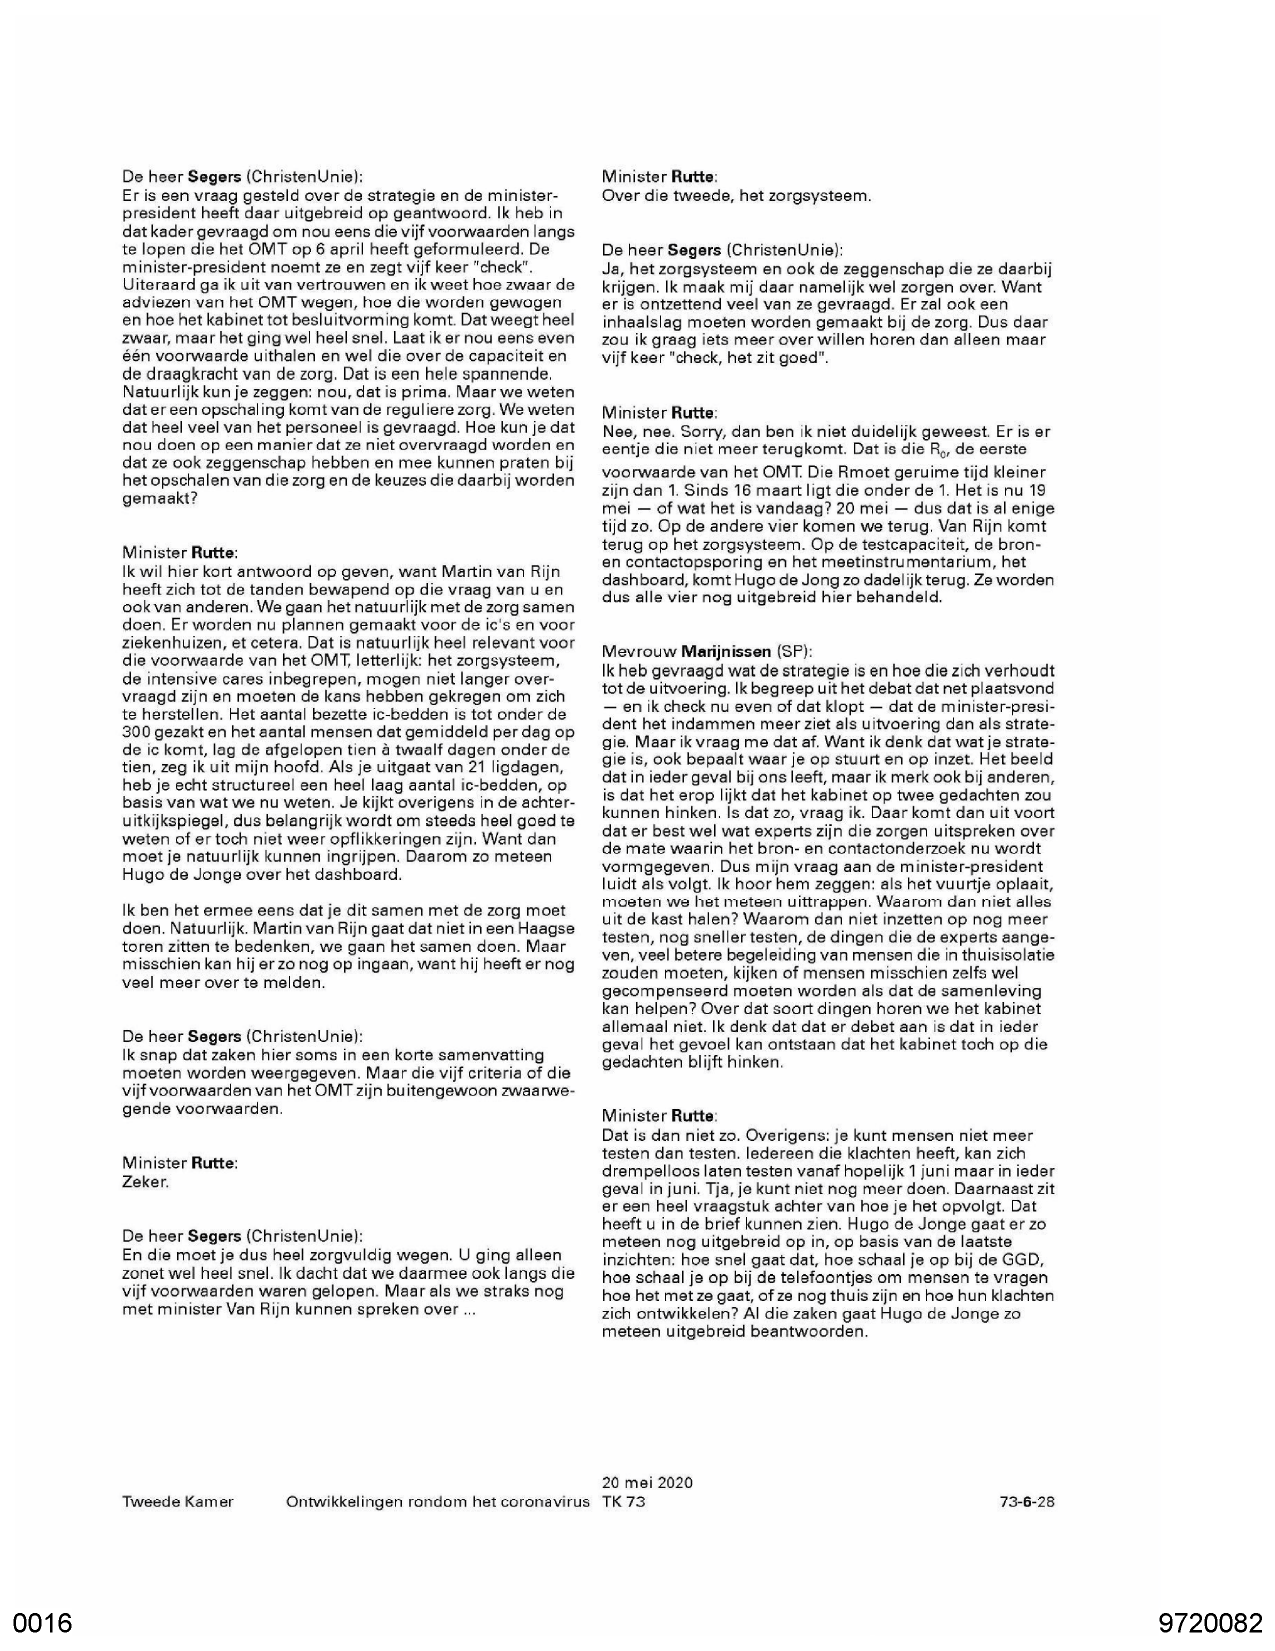 De heer Segers (ChristenUnie):
Er is een vraag gesteld over de strategie en de minister-
president heeft daar uitgebreid op geantwoord. Ik heb in
dat kader gevraagd om nou eens die vijf voorwaarden langs
te lopen die het OMT op 6 april heeft geformuleerd. De
minister-president noemt ze en zegt vijf keer "check".
Uiteraard ga ik uit van vertrouwen en ik weet hoe zwaar de
adviezen van het OMT wegen, hoe die worden gewogen
en hoe het kabinet tot besluitvorming komt. Dat weegt heel
zwaar, maar het ging wel heel snel. Laat ik er nou eens even
één voorwaarde uithalen en wel die over de capaciteit en
de draagkracht van de zorg. Dat is een hele spannende.
Natuurlijk kun je zeggen: nou, dat is prima. Maar we weten
dat er een opschaling komt van de reguliere zorg. We weten
dat heel veel van het personeel is gevraagd. Hoe kun je dat
nou doen op een manier dat ze niet overvraagd worden en
dat ze ook zeggenschap hebben en mee kunnen praten bij
het opschalen van die zorg en de keuzes die daarbij worden
gemaakt?
Minister Rutte:
Ik wil hier kort antwoord op geven, want Martin van Rijn
heeft zich tot de tanden bewapend op die vraag van u en
ook van anderen. We gaan het natuurlijk met de zorg samen
doen. Er worden nu plannen gemaakt voor de ic's en voor
ziekenhuizen, et cetera. Dat is natuurlijk heel relevant voor
die voorwaarde van het OMT, letterlijk: het zorgsysteem,
de intensive cares inbegrepen, mogen niet langer over-
vraagd zijn en moeten de kans hebben gekregen om zich
te herstellen. Het aantal bezette ic-bedden is tot onder de
300 gezakt en het aantal mensen dat gemiddeld per dag op
de ic komt, lag de afgelopen tien à twaalf dagen onder de
tien, zeg ik uit mijn hoofd. Als je uitgaat van 21 ligdagen,
heb je echt structureel een heel laag aantal ic-bedden, op
basis van wat we nu weten. Je kijkt overigens in de achter-
uitkijkspiegel, dus belangrijk wordt om steeds heel goed te
weten of er toch niet weer opflikkeringen zijn. Want dan
moet je natuurlijk kunnen ingrijpen. Daarom zo meteen
Hugo de Jonge over het dashboard.
Ik ben het ermee eens dat je dit samen met de zorg moet
doen. Natuurlijk. Martin van Rijn gaat dat niet in een Haagse
toren zitten te bedenken, we gaan het samen doen. Maar
misschien kan hij er zo nog op ingaan, want hij heeft er nog
veel meer over te melden.
De heer Segers (ChristenUnie):
Ik snap dat zaken hier soms in een korte samenvatting
moeten worden weergegeven. Maar die vijf criteria of die
vijf voorwaarden van het OMT zijn buitengewoon zwaarwe-
gende voorwaarden.
Minister Rutte:
Zeker.
De heer Segers (ChristenUnie):
En die moet je dus heel zorgvuldig wegen. U ging alleen
zonet wel heel snel. Ik dacht dat we daarmee ook langs die
vijf voorwaarden waren gelopen. Maar als we straks nog
met minister Van Rijn kunnen spreken over ...
Minister Rutte:
Over die tweede, het zorgsysteem.
De heer Segers (ChristenUnie):
Ja, het zorgsysteem en ook de zeggenschap die ze daarbij
krijgen. Ik maak mij daar namelijk wel zorgen over. Want
er is ontzettend veel van ze gevraagd. Er zal ook een
inhaalslag moeten worden gemaakt bij de zorg. Dus daar
zou ik graag iets meer over willen horen dan alleen maar
vijf keer "check, het zit goed".
Minister Rutte:
Nee, nee. Sorry, dan ben ik niet duidelijk geweest. Er is er
eentje die niet meer terugkomt. Dat is die R0, de eerste
voorwaarde van het OMT. Die Rmoet geruime tijd kleiner
zijn dan 1. Sinds 16 maart ligt die onder de 1. Het is nu 19
mei — of wat het is vandaag? 20 mei — dus dat is al enige
tijd zo. Op de andere vier komen we terug. Van Rijn komt
terug op het zorgsysteem. Op de testcapaciteit, de bron-
en contactopsporing en het meetinstrumentarium, het
dashboard, komt Hugo de Jong zo dadelijk terug. Ze worden
dus alle vier nog uitgebreid hier behandeld.
Mevrouw Marijnissen (SP):
Ik heb gevraagd wat de strategie is en hoe die zich verhoudt
tot de uitvoering. Ik begreep uit het debat dat net plaatsvond
— en ik check nu even of dat klopt — dat de minister-presi-
dent het indammen meer ziet als uitvoering dan als strate-
gie. Maar ik vraag me dat af. Want ik denk dat wat je strate-
gie is, ook bepaalt waar je op stuurt en op inzet. Het beeld
dat in ieder geval bij ons leeft, maar ik merk ook bij anderen,
is dat het erop lijkt dat het kabinet op twee gedachten zou
kunnen hinken. Is dat zo, vraag ik. Daar komt dan uit voort
dat er best wel wat experts zijn die zorgen uitspreken over
de mate waarin het bron- en contactonderzoek nu wordt
vormgegeven. Dus mijn vraag aan de minister-president
luidt als volgt. Ik hoor hem zeggen: als het vuurtje oplaait,
moeten we het meteen uittrappen. Waarom dan niet alles
uit de kast halen? Waarom dan niet inzetten op nog meer
testen, nog sneller testen, de dingen die de experts aange-
ven, veel betere begeleiding van mensen die in thuisisolatie
zouden moeten, kijken of mensen misschien zelfs wel
gecompenseerd moeten worden als dat de samenleving
kan helpen? Over dat soort dingen horen we het kabinet
allemaal niet. Ik denk dat dat er debet aan is dat in ieder
geval het gevoel kan ontstaan dat het kabinet toch op die
gedachten blijft hinken.
Minister Rutte:
Dat is dan niet zo. Overigens: je kunt mensen niet meer
testen dan testen. Iedereen die klachten heeft, kan zich
drempelloos laten testen vanaf hopelijk 1 juni maar in ieder
geval in juni. Tja, je kunt niet nog meer doen. Daarnaast zit
er een heel vraagstuk achter van hoe je het opvolgt. Dat
heeft u in de brief kunnen zien. Hugo de Jonge gaat er zo
meteen nog uitgebreid op in, op basis van de laatste
inzichten: hoe snel gaat dat, hoe schaal je op bij de GGD,
hoe schaal je op bij de telefoontjes om mensen te vragen
hoe het met ze gaat, of ze nog thuis zijn en hoe hun klachten
zich ontwikkelen? Al die zaken gaat Hugo de Jonge zo
meteen uitgebreid beantwoorden.
20 mei 2020
Tweede Kamer Ontwikkelingen rondom het coronavirus TK 73 73-6-28
0016 9720082